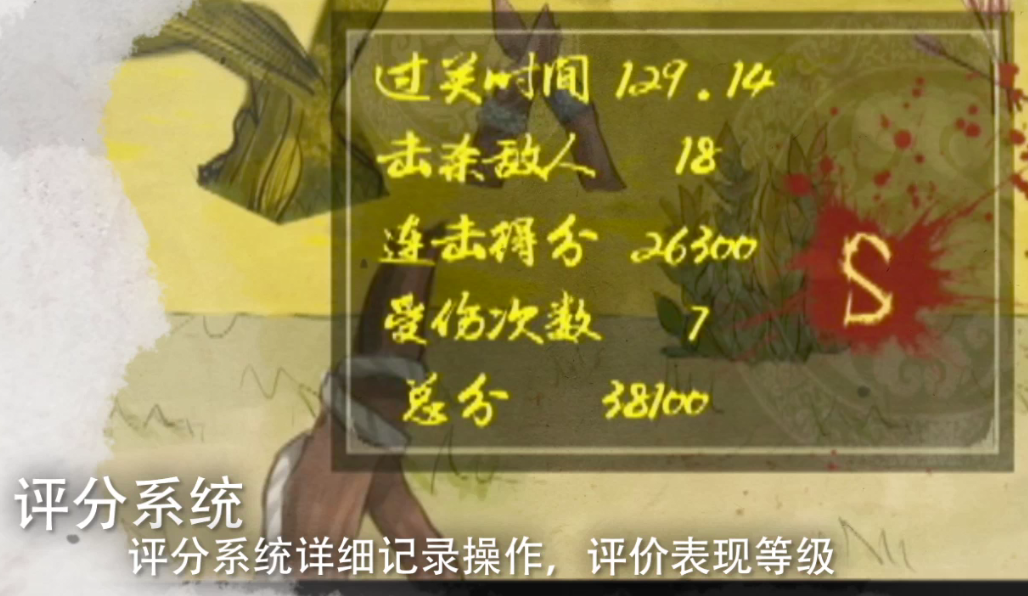 过关时间 129.14
击杀敌人 18
连击得分 26300
S
受伤次数 7
总分 38100
评分系统
评分系统详细记录操作，评价表现等级